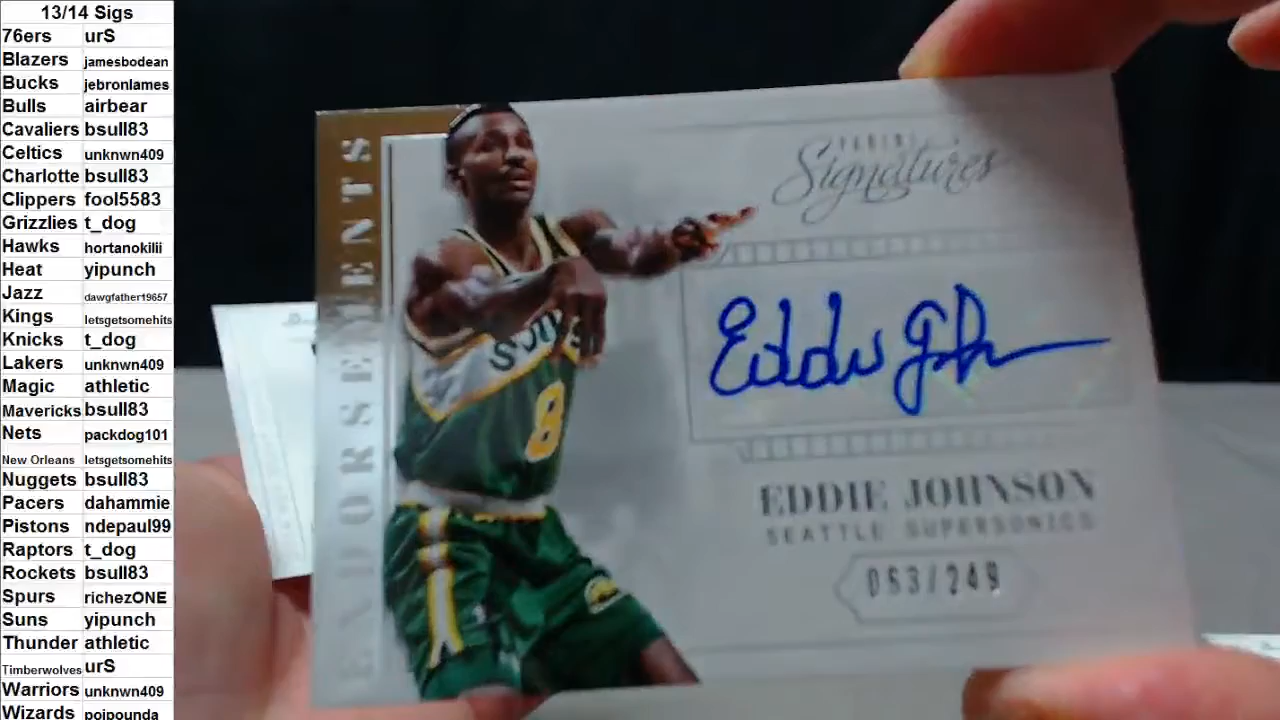 13/14 Sigs
76ers urS
Blazers jamesbodean
Bucks jebronlames
Bulls airbear
Cavaliers bsull83
Celtics unknwn409
Charlotte bsull83
Clippers fool5583
Grizzlies t_dog
Hawks hortanokilii
Heat yipunch
Jazz dawgfather19657
Kings letsgetsomehits
Knicks t_dog
Lakers unknwn409
Magic athletic
Mavericks bsull83
Nets packdog101
New Orleans letsgetsomehits
Nuggets bsull83
Pacers dahammie
Pistons ndepaul99
Raptors t_dog
Rockets bsull83
Spurs richezONE
Suns yipunch
Thunder athletic
Timberwolves urS
Warriors unknwn409
Wizards poipounda
ENDORSEMENTS
PANINI
Signatures
SONICS
8
Eddie Johnson
EDDIE JOHNSON
SEATTLE SUPERSONICS
053/249